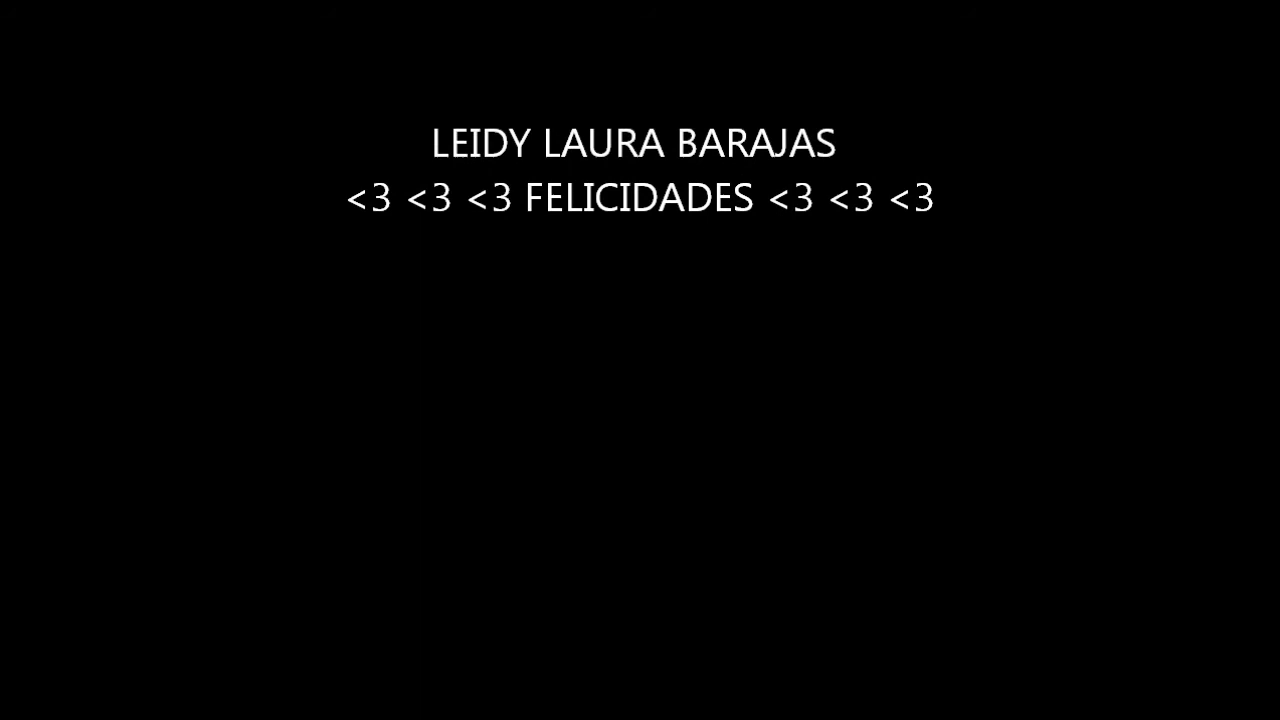 LEIDY LAURA BARAJAS
<3 <3 <3 FELICIDADES <3 <3 <3